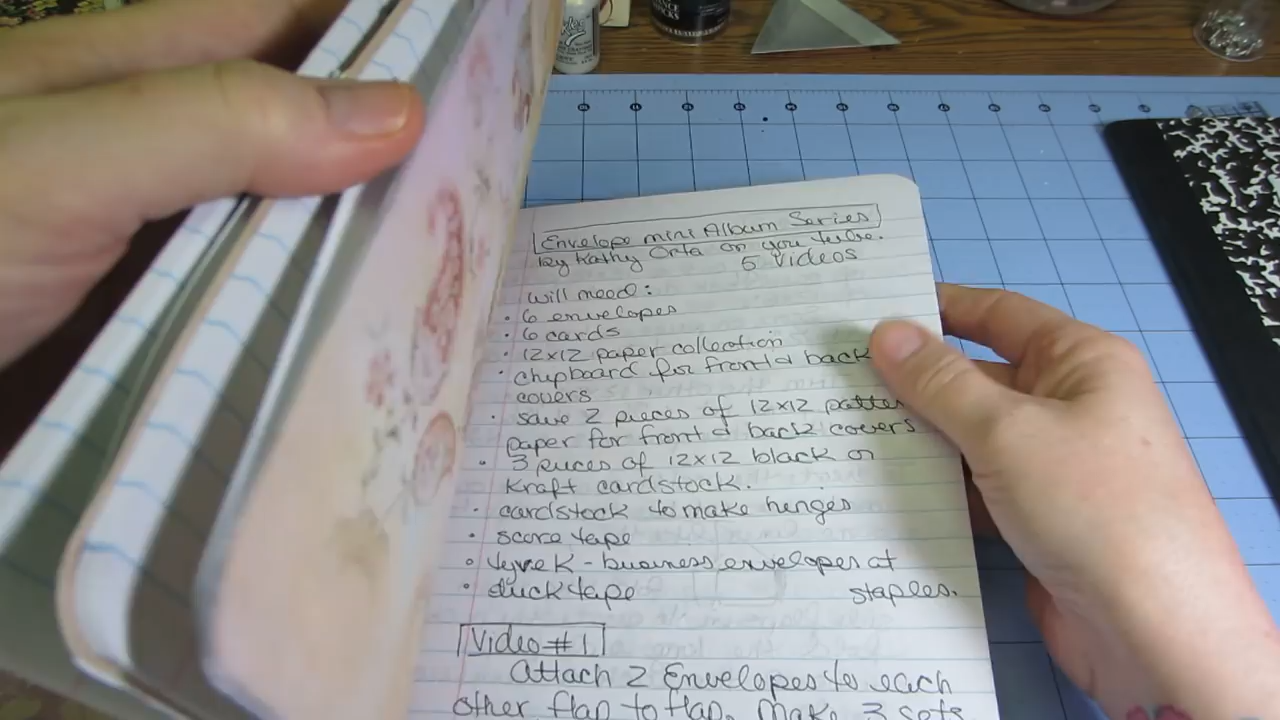 Envelope mini Album Series
by Kathy Orta on you tube.
5 videos
will need:
• 6 envelopes
• 6 cards
• 12x12 paper collection
• chipboard for front & back
covers
• save 2 pieces of 12x12
paper for front & back covers
• 3 pieces of 12x12 black or
Kraft cardstock.
• cardstock to make henges
• score tape
• tyvek - business envelopes at
staples.
• duck tape
Video #1
Attach 2 Envelopes to each
other flap to flap. Make 3 sets